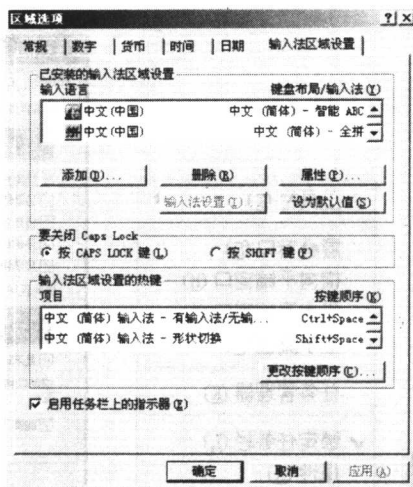 区域选项
常规 数字 货币 时间 日期 输入法区域设置
已安装的输入法区域设置
输入语言 键盘布局/输入法(Y)
中文(中国) 中文 (简体) - 智能 ABC
中文(中国) 中文 (简体) - 全拼
添加(D)... 删除(R) 属性(P)...
输入法设置(I) 设为默认值(S)
要关闭 Caps Lock
按 CAPS LOCK 键(L) 按 SHIFT 键(F)
输入法区域设置的热键
项目 按键顺序(K)
中文 (简体) 输入法 - 有输入法/无输... Ctrl+Space
中文 (简体) 输入法 - 形状切换 Shift+Space
更改按键顺序(C)...
启用任务栏上的指示器(E)
确定 取消 应用(A)